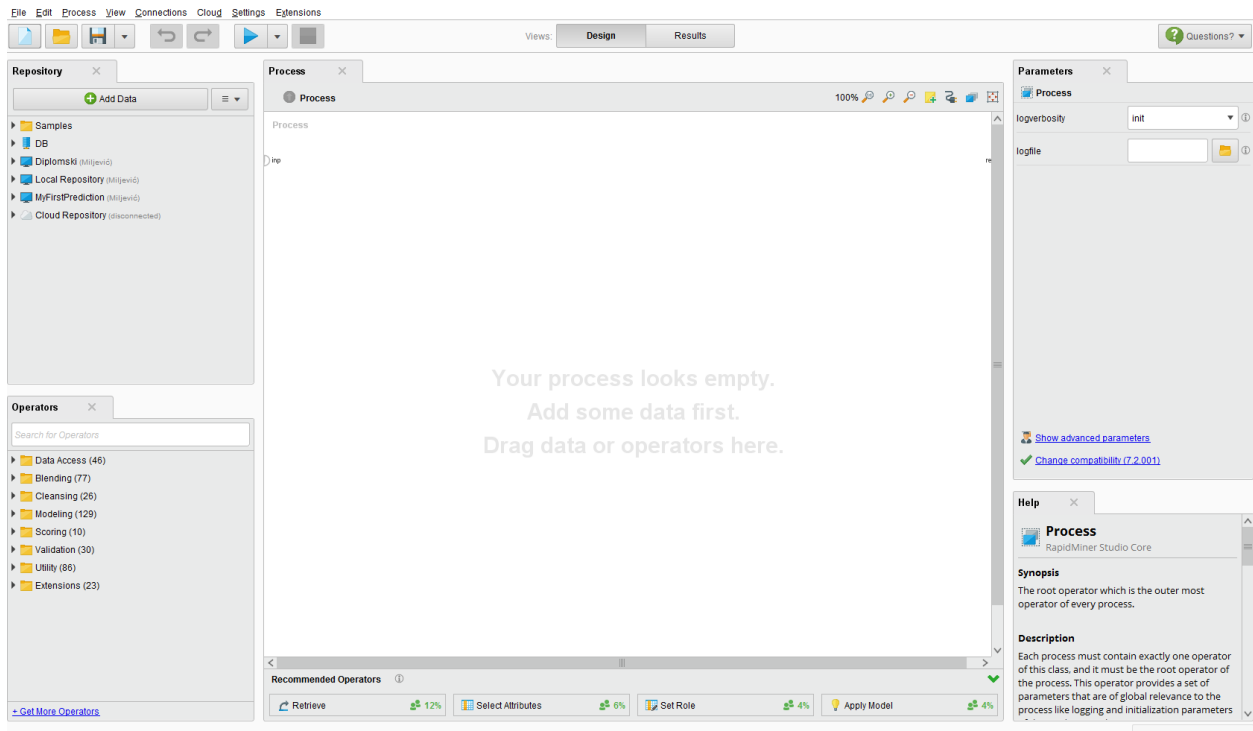 File Edit Process View Connections Cloud Settings Extensions
Views: Design Results
Questions?
Repository
Add Data
Samples
DB
Diplomski (Miljević)
Local Repository (Miljević)
MyFirstPrediction (Miljević)
Cloud Repository (disconnected)
Operators
Search for Operators
Data Access (46)
Blending (77)
Cleansing (26)
Modeling (129)
Scoring (10)
Validation (30)
Utility (86)
Extensions (23)
+ Get More Operators
Process
Process
100%
Process
inp
re
Your process looks empty.
Add some data first.
Drag data or operators here.
Recommended Operators
Retrieve 12%
Select Attributes 6%
Set Role 4%
Apply Model 4%
Parameters
Process
logverbosity init
logfile
Show advanced parameters
Change compatibility (7.2.001)
Help
Process
RapidMiner Studio Core
Synopsis
The root operator which is the outer most
operator of every process.
Description
Each process must contain exactly one operator
of this class, and it must be the root operator of
the process. This operator provides a set of
parameters that are of global relevance to the
process like logging and initialization parameters